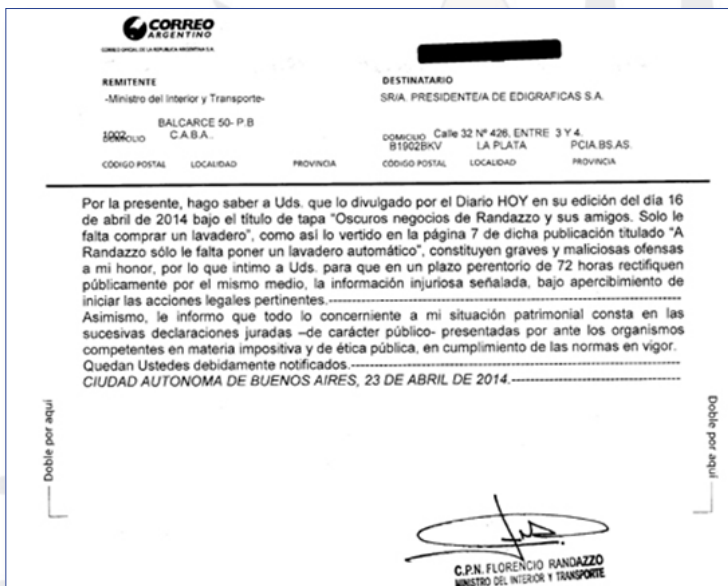 CORREO
ARGENTINO
CORREO OFICIAL DE LA REPUBLICA ARGENTINA S.A.
REMITENTE
-Ministro del Interior y Transporte-
BALCARCE 50- P.B
1002 C.A.B.A..
CÓDIGO POSTAL LOCALIDAD PROVINCIA
DESTINATARIO
SR/A. PRESIDENTE/A DE EDIGRAFICAS S.A.
DOMICILIO Calle 32 Nº 426, ENTRE 3 Y 4.
B1902BKV LA PLATA PCIA.BS.AS.
CÓDIGO POSTAL LOCALIDAD PROVINCIA
Por la presente, hago saber a Uds. que lo divulgado por el Diario HOY en su edición del día 16
de abril de 2014 bajo el título de tapa “Oscuros negocios de Randazzo y sus amigos. Solo le
falta comprar un lavadero”, como así lo vertido en la página 7 de dicha publicación titulado “A
Randazzo sólo le falta poner un lavadero automático”, constituyen graves y maliciosas ofensas
a mi honor, por lo que intimo a Uds. para que en un plazo perentorio de 72 horas rectifiquen
públicamente por el mismo medio, la información injuriosa señalada, bajo apercibimiento de
iniciar las acciones legales pertinentes.------------------------------------------------------------
Asimismo, le informo que todo lo concerniente a mi situación patrimonial consta en las
sucesivas declaraciones juradas –de carácter público- presentadas por ante los organismos
competentes en materia impositiva y de ética pública, en cumplimiento de las normas en vigor.
Quedan Ustedes debidamente notificados.---------------------------------------------------------
CIUDAD AUTONOMA DE BUENOS AIRES, 23 DE ABRIL DE 2014.-----------------------------
Doble por aquí
Doble por aquí
C.P.N. FLORENCIO RANDAZZO
MINISTRO DEL INTERIOR Y TRANSPORTE